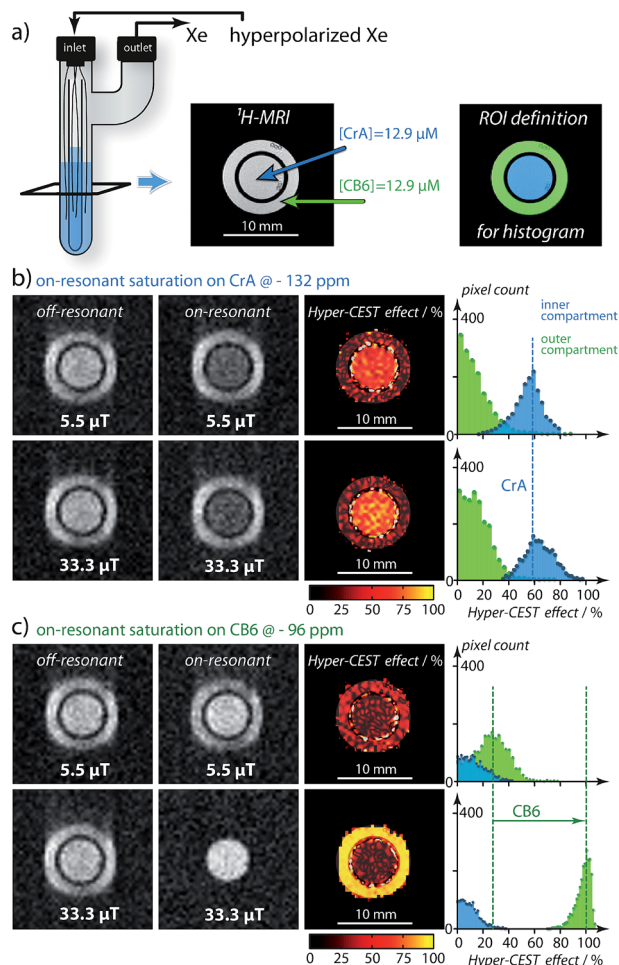 a)
inlet
outlet
Xe
hyperpolarized Xe
¹H-MRI
[CrA]=12.9 µM
[CB6]=12.9 µM
10 mm
ROI definition
for histogram
b) on-resonant saturation on CrA @ - 132 ppm
off-resonant
on-resonant
Hyper-CEST effect / %
pixel count
5.5 µT
5.5 µT
10 mm
400
0
inner
compartment
outer
compartment
33.3 µT
33.3 µT
10 mm
0 25 50 75 100
400
CrA
0
0 20 40 60 80 100
Hyper-CEST effect / %
c) on-resonant saturation on CB6 @ - 96 ppm
off-resonant
on-resonant
Hyper-CEST effect / %
pixel count
5.5 µT
5.5 µT
10 mm
400
33.3 µT
33.3 µT
10 mm
0 25 50 75 100
400
CB6
0
0 20 40 60 80 100
Hyper-CEST effect / %